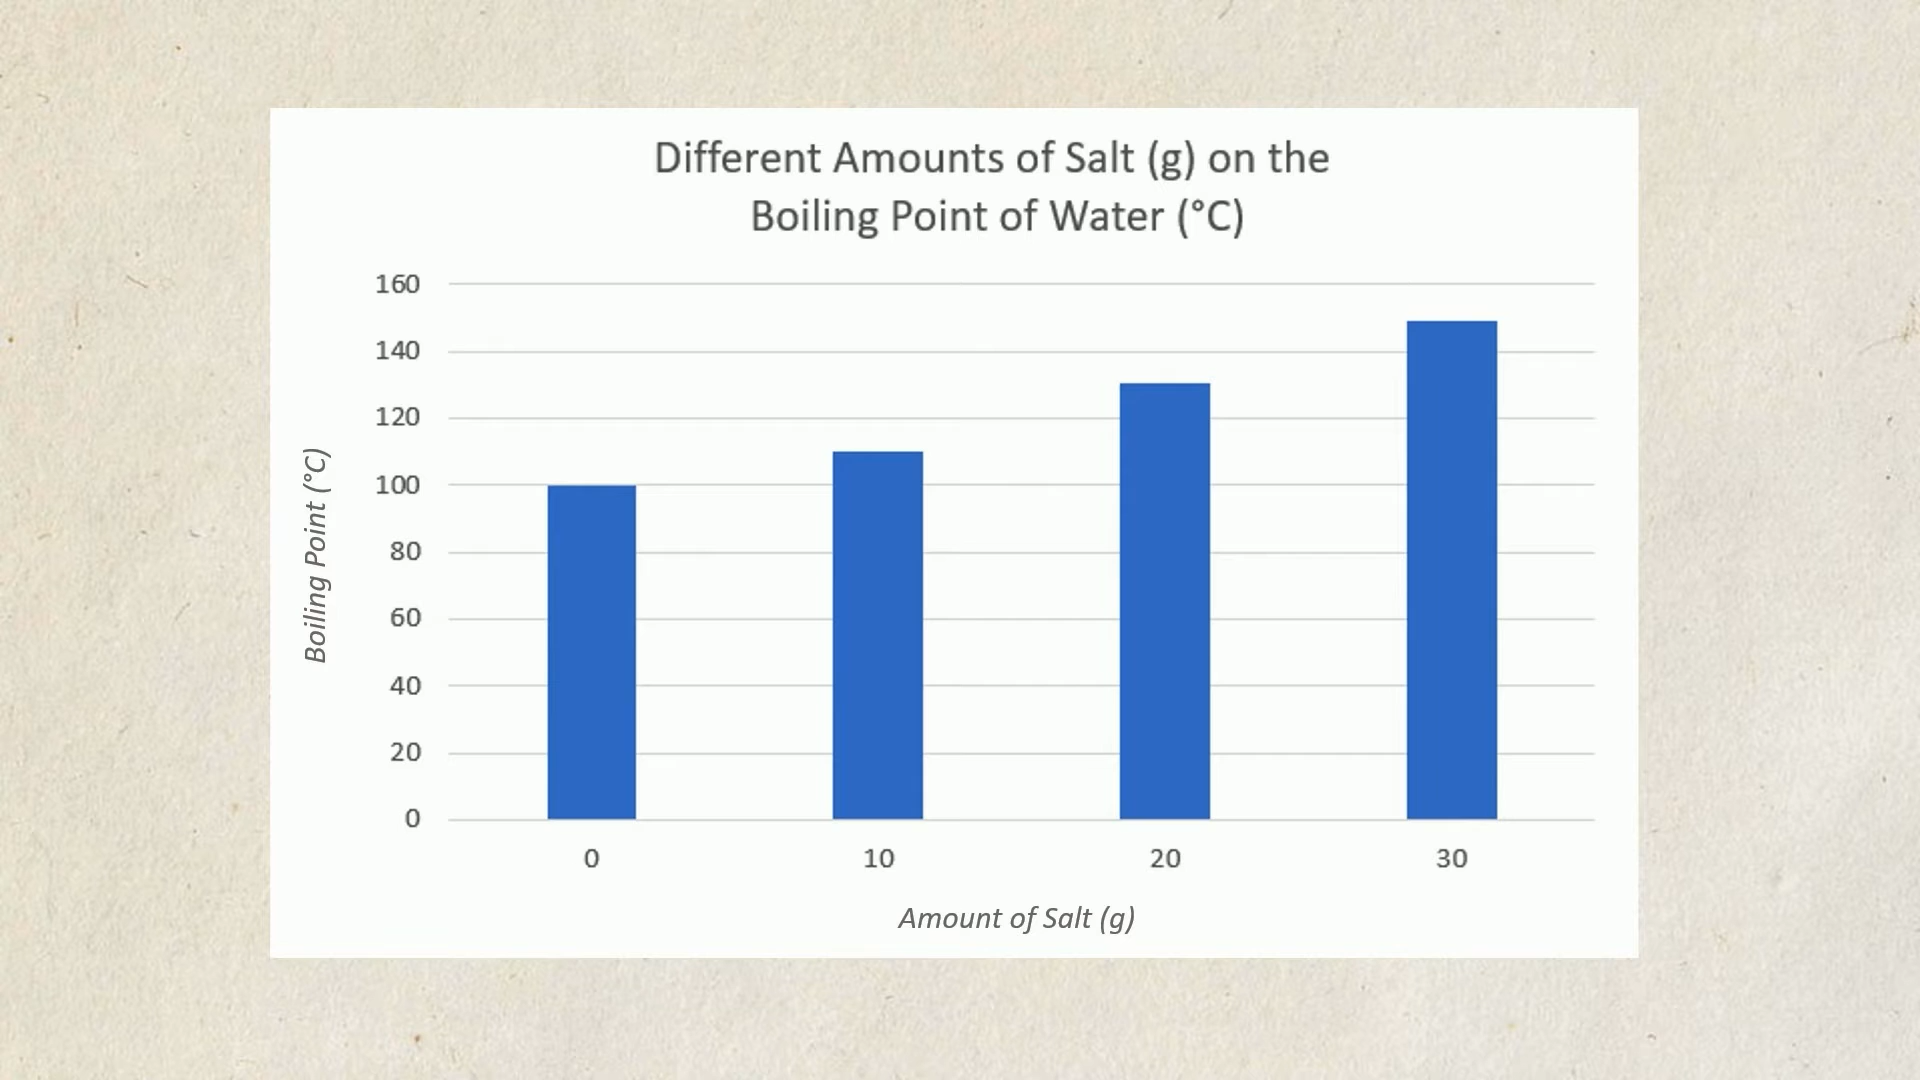 Different Amounts of Salt (g) on the
Boiling Point of Water (°C)
160
140
120
100
80
60
40
20
0
Boiling Point (°C)
0 10 20 30
Amount of Salt (g)